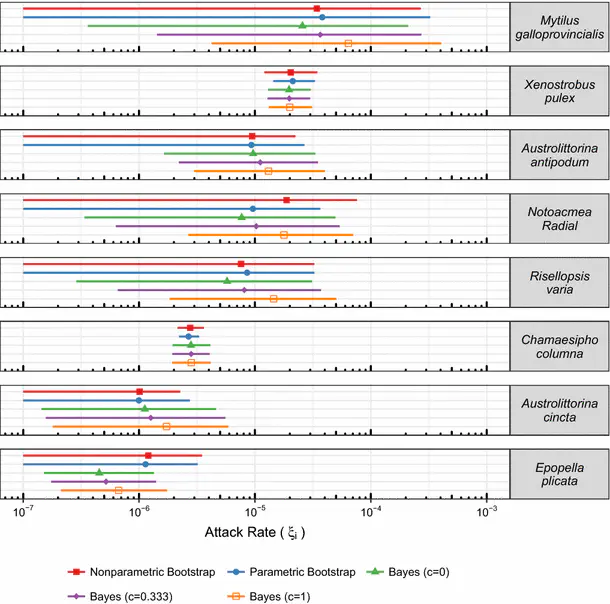 Mytilus
galloprovincialis
Xenostrobus
pulex
Austrolittorina
antipodum
Notoacmea
Radial
Risellopsis
varia
Chamaesipho
columna
Austrolittorina
cincta
Epopella
plicata
10⁻⁷ 10⁻⁶ 10⁻⁵ 10⁻⁴ 10⁻³
Attack Rate ( ξᵢ )
Nonparametric Bootstrap Parametric Bootstrap Bayes (c=0)
Bayes (c=0.333) Bayes (c=1)